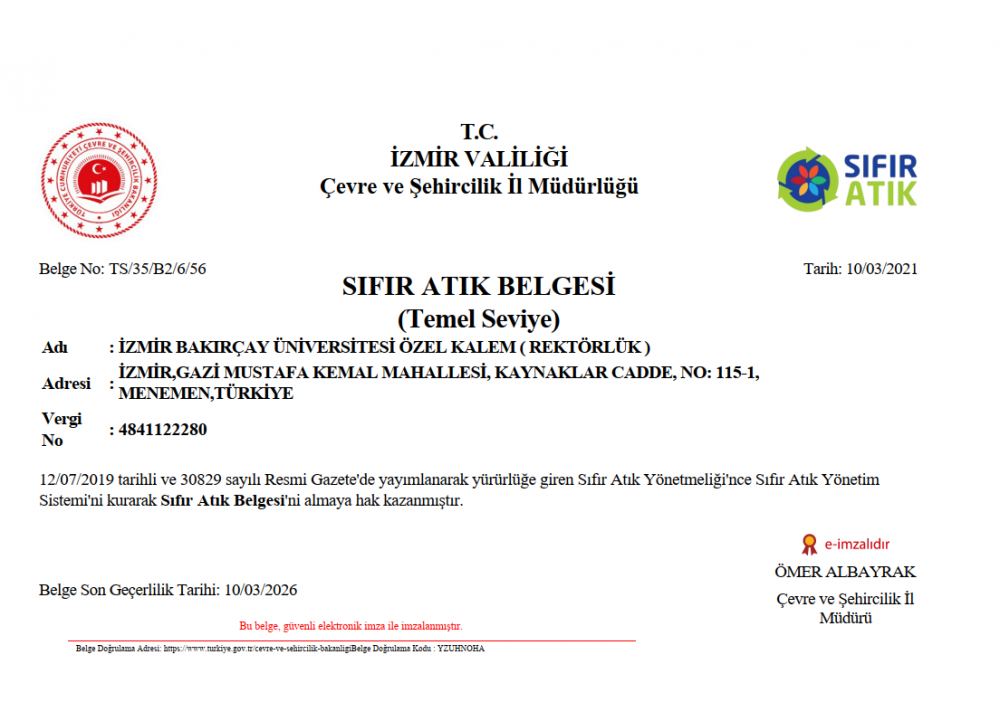 T.C.
İZMİR VALİLİĞİ
Çevre ve Şehircilik İl Müdürlüğü
TÜRKİYE CUMHURİYETİ ÇEVRE VE ŞEHİRCİLİK BAKANLIĞI
SIFIR
ATIK
Belge No: TS/35/B2/6/56
Tarih: 10/03/2021
SIFIR ATIK BELGESİ
(Temel Seviye)
Adı : İZMİR BAKIRÇAY ÜNİVERSİTESİ ÖZEL KALEM ( REKTÖRLÜK )
Adresi : İZMİR,GAZİ MUSTAFA KEMAL MAHALLESİ, KAYNAKLAR CADDE, NO: 115-1,
MENEMEN,TÜRKİYE
Vergi
No : 4841122280
12/07/2019 tarihli ve 30829 sayılı Resmi Gazete'de yayımlanarak yürürlüğe giren Sıfır Atık Yönetmeliği'nce Sıfır Atık Yönetim
Sistemi'ni kurarak Sıfır Atık Belgesi'ni almaya hak kazanmıştır.
e-imzalıdır
ÖMER ALBAYRAK
Çevre ve Şehircilik İl
Müdürü
Belge Son Geçerlilik Tarihi: 10/03/2026
Bu belge, güvenli elektronik imza ile imzalanmıştır.
Belge Doğrulama Adresi: https://www.turkiye.gov.tr/cevre-ve-sehircilik-bakanligiBelge Doğrulama Kodu : YZUHNOHA